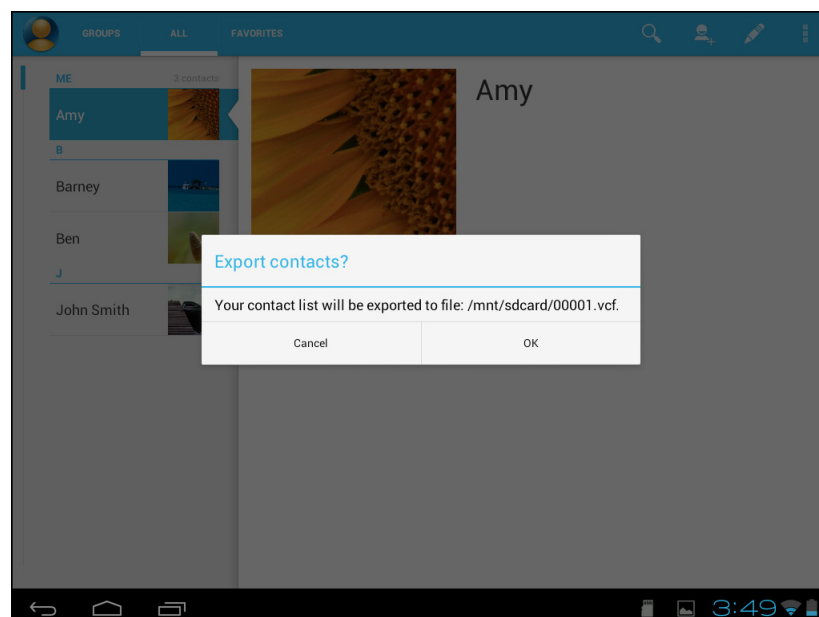 GROUPS ALL FAVORITES
ME 3 contacts
Amy
Amy
B
Barney
Ben
J
John Smith
Export contacts?
Your contact list will be exported to file: /mnt/sdcard/00001.vcf.
Cancel OK
3:49